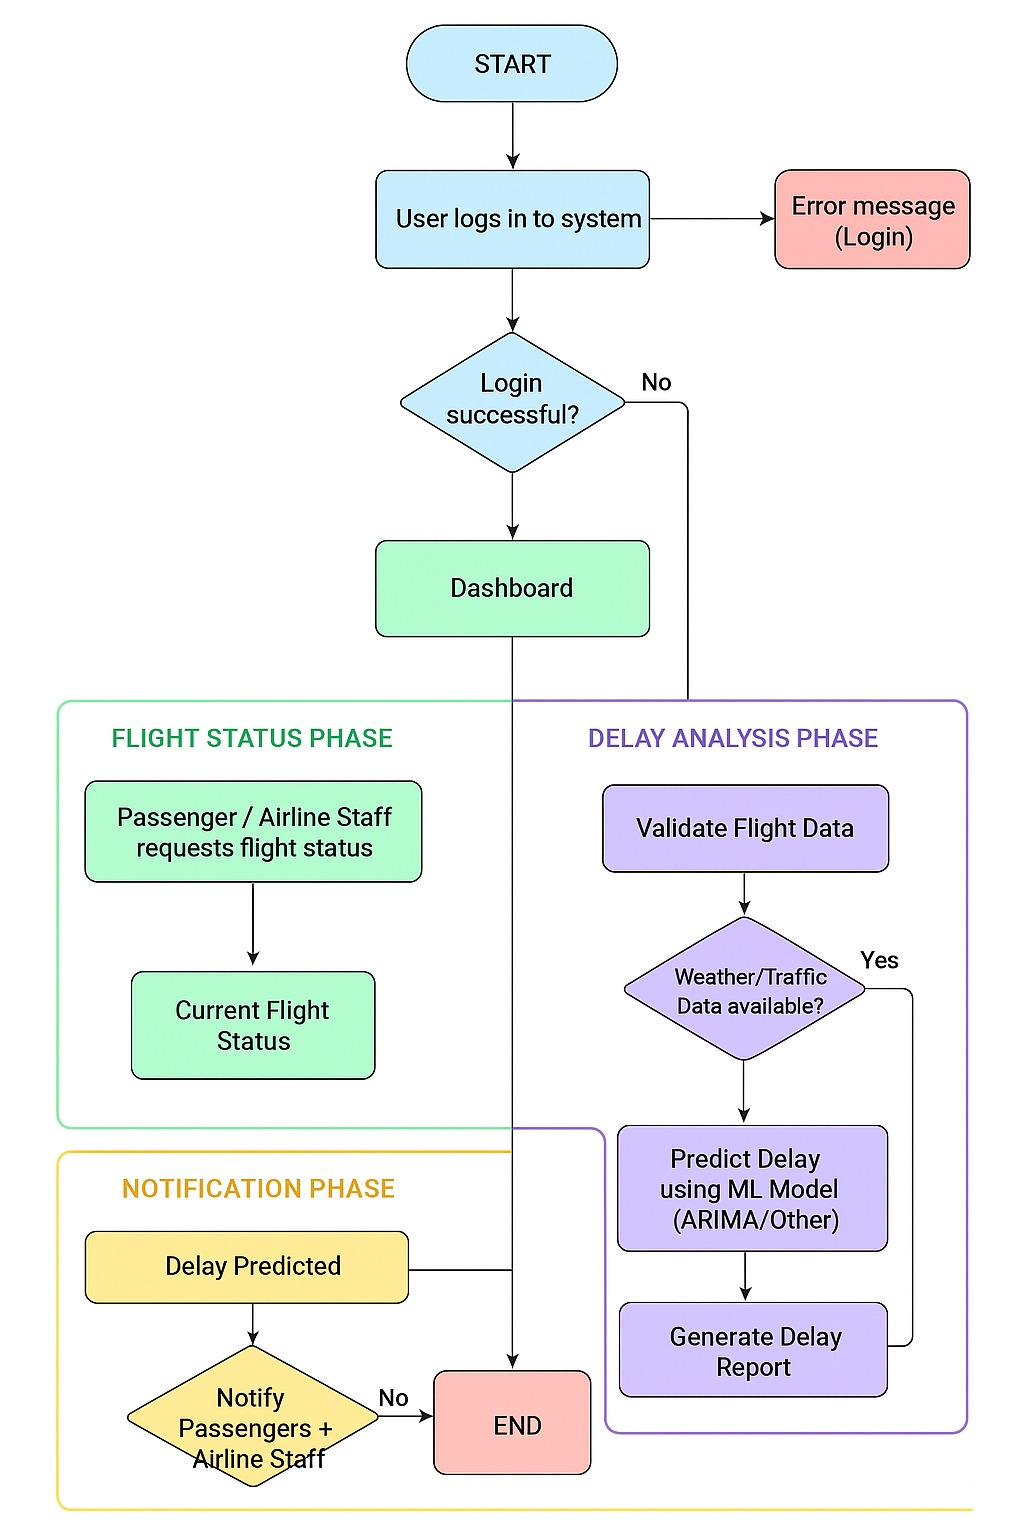 START
User logs in to system
Error message
(Login)
Login
successful?
No
Dashboard
FLIGHT STATUS PHASE
Passenger / Airline Staff
requests flight status
Current Flight
Status
DELAY ANALYSIS PHASE
Validate Flight Data
Weather/Traffic
Data available?
Yes
Predict Delay
using ML Model
(ARIMA/Other)
Generate Delay
Report
NOTIFICATION PHASE
Delay Predicted
Notify
Passengers +
Airline Staff
No
END